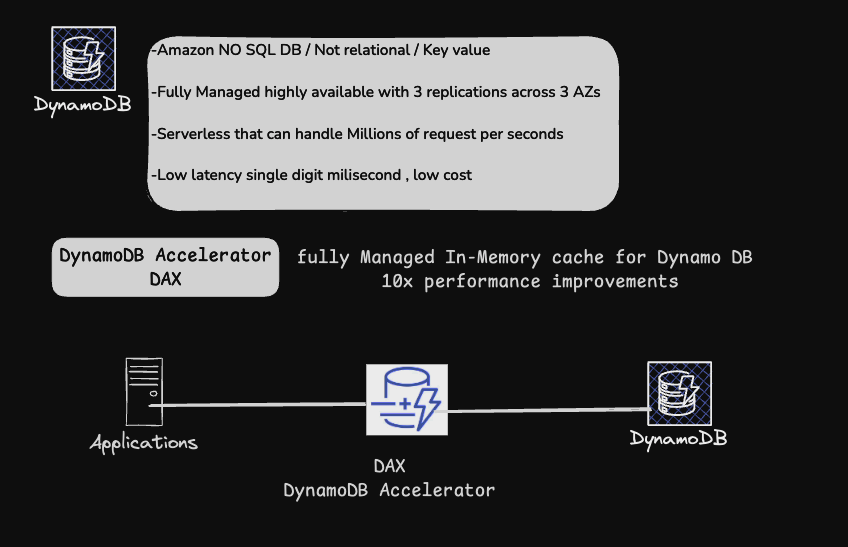 -Amazon NO SQL DB / Not relational / Key value
-Fully Managed highly available with 3 replications across 3 AZs
-Serverless that can handle Millions of request per seconds
-Low latency single digit milisecond , low cost
DynamoDB
DynamoDB Accelerator
DAX
fully Managed In-Memory cache for Dynamo DB
10x performance improvements
Applications
DAX
DynamoDB Accelerator
DynamoDB